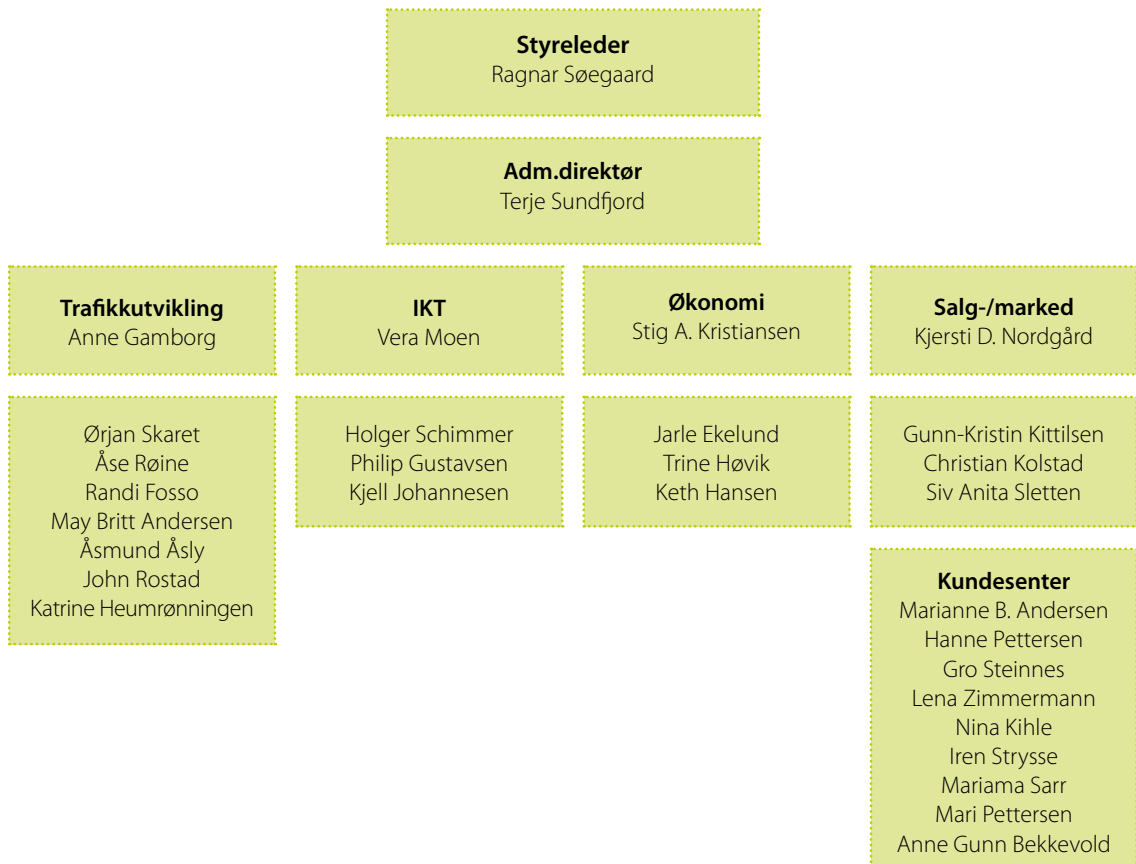 Styreleder
Ragnar Søegaard
Adm.direktør
Terje Sundfjord
Trafikkutvikling
Anne Gamborg
IKT
Vera Moen
Økonomi
Stig A. Kristiansen
Salg-/marked
Kjersti D. Nordgård
Ørjan Skaret
Åse Røine
Randi Fosso
May Britt Andersen
Åsmund Åsly
John Rostad
Katrine Heumrønningen
Holger Schimmer
Philip Gustavsen
Kjell Johannesen
Jarle Ekelund
Trine Høvik
Keth Hansen
Gunn-Kristin Kittilsen
Christian Kolstad
Siv Anita Sletten
Kundesenter
Marianne B. Andersen
Hanne Pettersen
Gro Steinnes
Lena Zimmermann
Nina Kihle
Iren Strysse
Mariama Sarr
Mari Pettersen
Anne Gunn Bekkevold